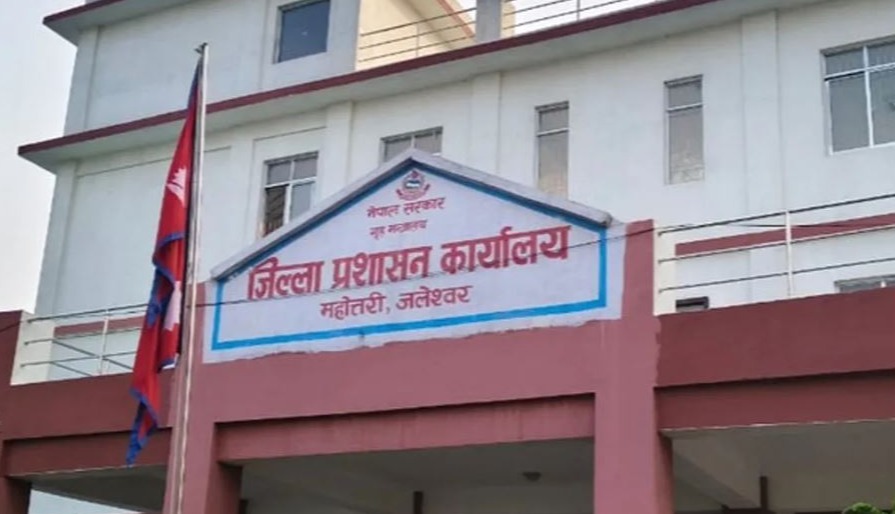 नेपाल सरकार
गृह मन्त्रालय
जिल्ला प्रशासन कार्यालय
महोत्तरी, जलेश्वर